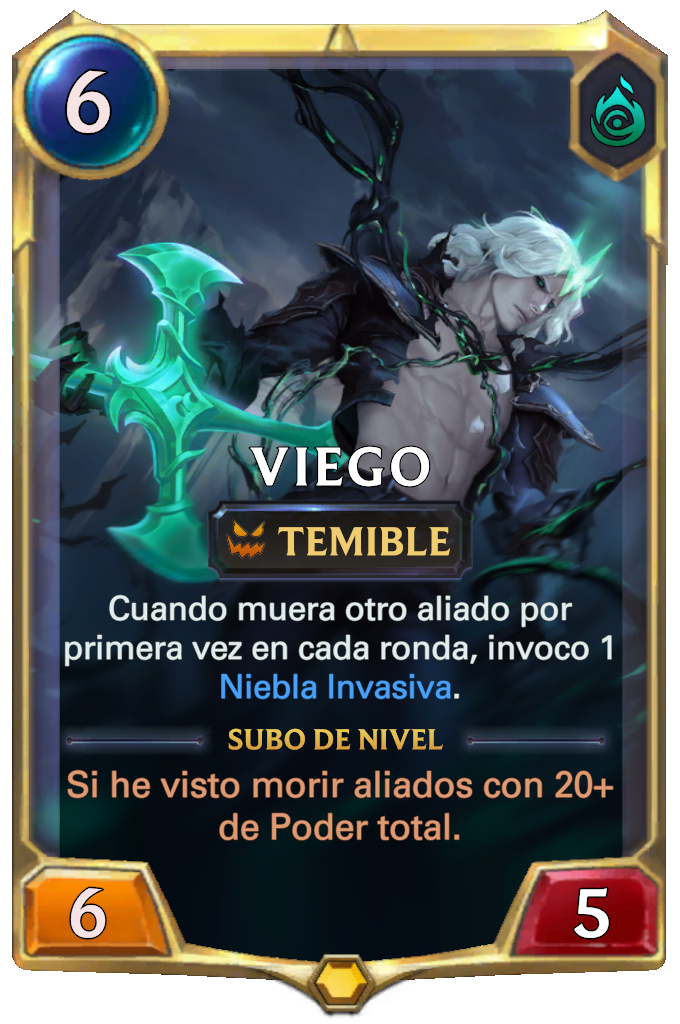 6
VIEGO
TEMIBLE
Cuando muera otro aliado por
primera vez en cada ronda, invoco 1
Niebla Invasiva.
SUBO DE NIVEL
Si he visto morir aliados con 20+
de Poder total.
6
5